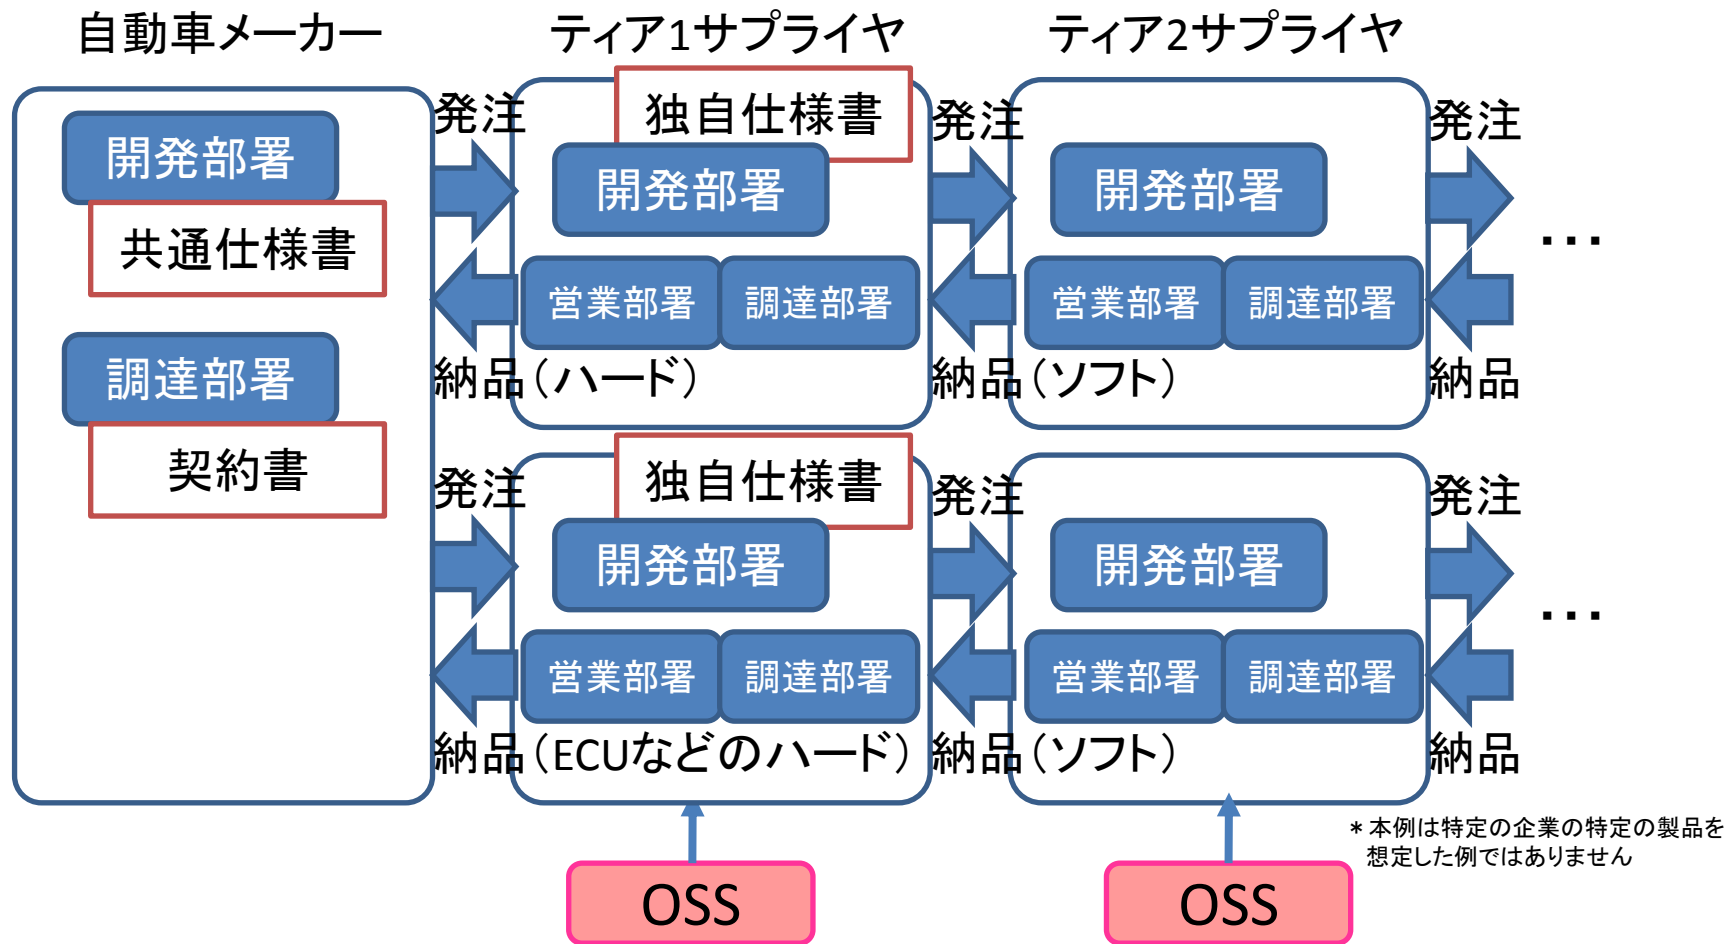 自動車メーカー
ティア1サプライヤ
ティア2サプライヤ
開発部署
共通仕様書
調達部署
契約書
発注
独自仕様書
開発部署
営業部署
調達部署
納品(ハード)
発注
開発部署
営業部署
調達部署
納品(ソフト)
発注
…
納品
発注
独自仕様書
開発部署
営業部署
調達部署
納品(ECUなどのハード)
発注
開発部署
営業部署
調達部署
納品(ソフト)
発注
…
納品
OSS
OSS
*本例は特定の企業の特定の製品を
想定した例ではありません